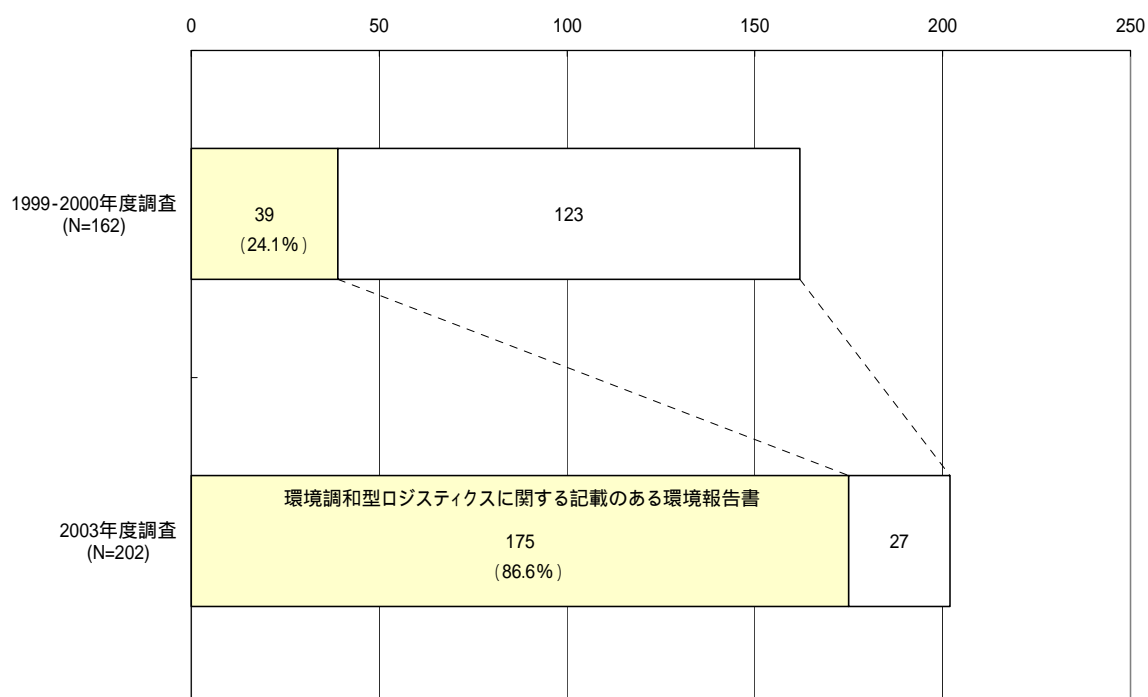 0 50 100 150 200 250
1999-2000年度調査
(N=162)
39
(24.1%)
123
環境調和型ロジスティクスに関する記載のある環境報告書
2003年度調査
(N=202)
175
(86.6%)
27